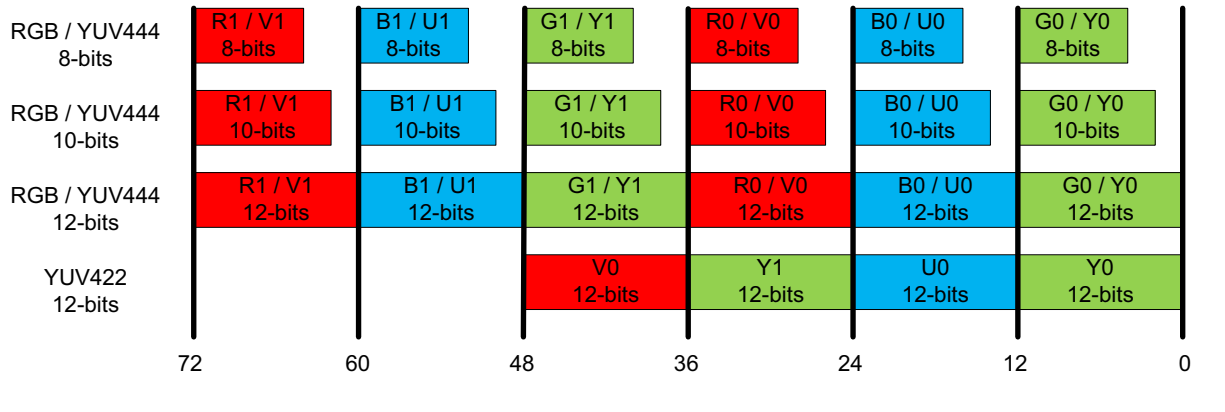 RGB / YUV444
8-bits
R1 / V1
8-bits
B1 / U1
8-bits
G1 / Y1
8-bits
R0 / V0
8-bits
B0 / U0
8-bits
G0 / Y0
8-bits
RGB / YUV444
10-bits
R1 / V1
10-bits
B1 / U1
10-bits
G1 / Y1
10-bits
R0 / V0
10-bits
B0 / U0
10-bits
G0 / Y0
10-bits
RGB / YUV444
12-bits
R1 / V1
12-bits
B1 / U1
12-bits
G1 / Y1
12-bits
R0 / V0
12-bits
B0 / U0
12-bits
G0 / Y0
12-bits
YUV422
12-bits
V0
12-bits
Y1
12-bits
U0
12-bits
Y0
12-bits
72
60
48
36
24
12
0